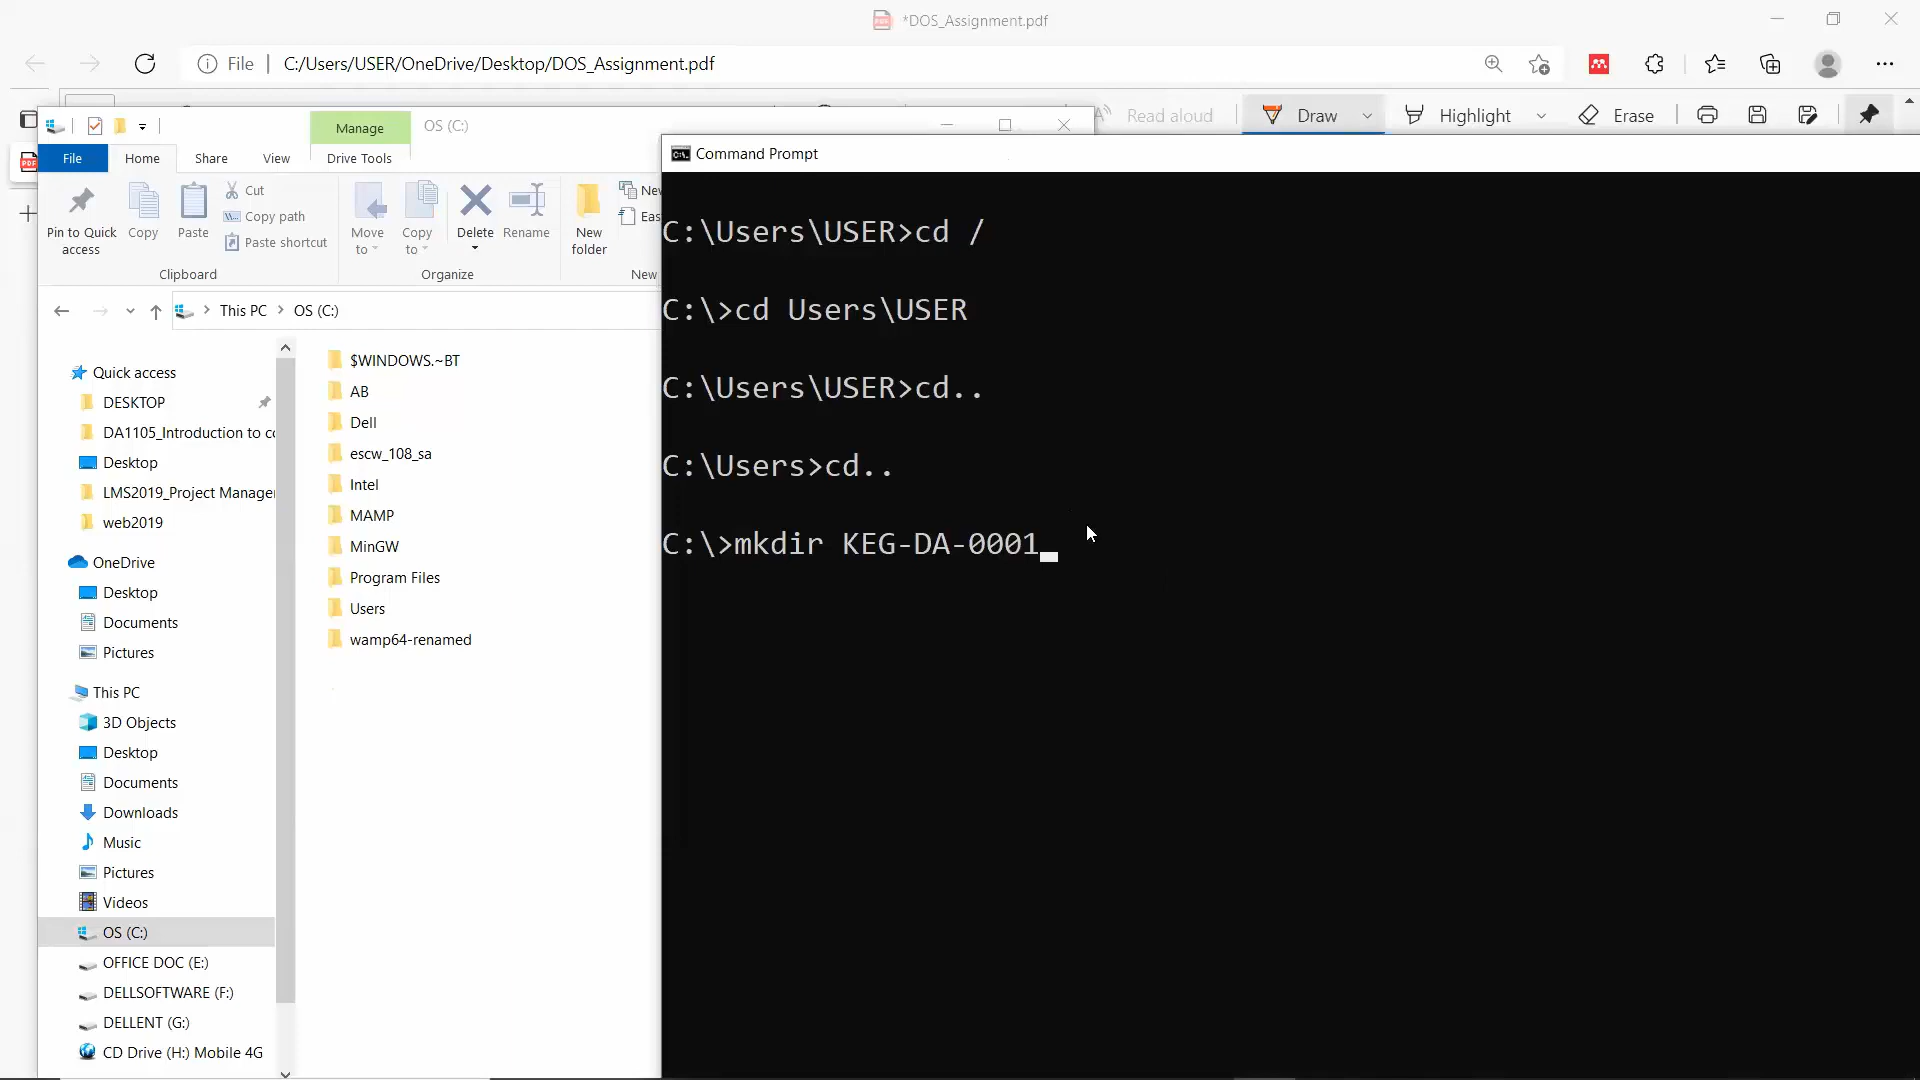 *DOS_Assignment.pdf
File | C:/Users/USER/OneDrive/Desktop/DOS_Assignment.pdf
Read aloud
Draw
Highlight
Erase
Manage
OS (C:)
File
Home
Share
View
Drive Tools
Pin to Quick access
Copy
Paste
Cut
Copy path
Paste shortcut
Clipboard
Move to
Copy to
Delete
Rename
Organize
New folder
New
This PC > OS (C:)
Quick access
DESKTOP
DA1105_Introduction to
Desktop
LMS2019_Project
web2019
OneDrive
Desktop
Documents
Pictures
This PC
3D Objects
Desktop
Documents
Downloads
Music
Pictures
Videos
OS (C:)
OFFICE DOC (E:)
DELLSOFTWARE (F:)
DELLENT (G:)
CD Drive (H:) Mobile 4G
$WINDOWS.~BT
AB
Dell
escw_108_sa
Intel
MAMP
MinGW
Program Files
Users
wamp64-renamed
Command Prompt
C:\Users\USER>cd /
C:\>cd Users\USER
C:\Users\USER>cd..
C:\Users>cd..
C:\>mkdir KEG-DA-0001_